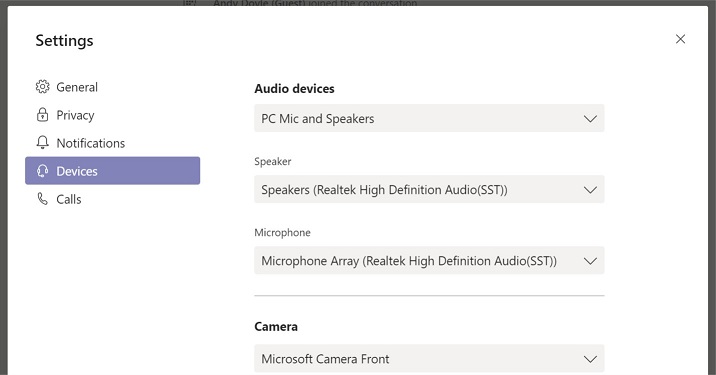 Andy Doyle (Guest) joined the conversation
Settings
General
Privacy
Notifications
Devices
Calls
Audio devices
PC Mic and Speakers
Speaker
Speakers (Realtek High Definition Audio(SST))
Microphone
Microphone Array (Realtek High Definition Audio(SST))
Camera
Microsoft Camera Front